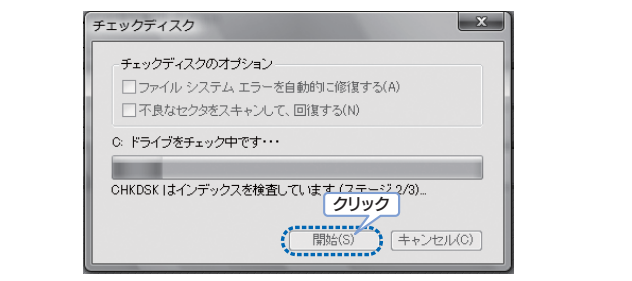 チェックディスク
チェックディスクのオプション
ファイル システム エラーを自動的に修復する(A)
不良なセクタをスキャンして、回復する(N)
C: ドライブをチェック中です・・・
CHKDSK はインデックスを検査しています (ステージ 2/3)...
クリック
開始(S)
キャンセル(C)